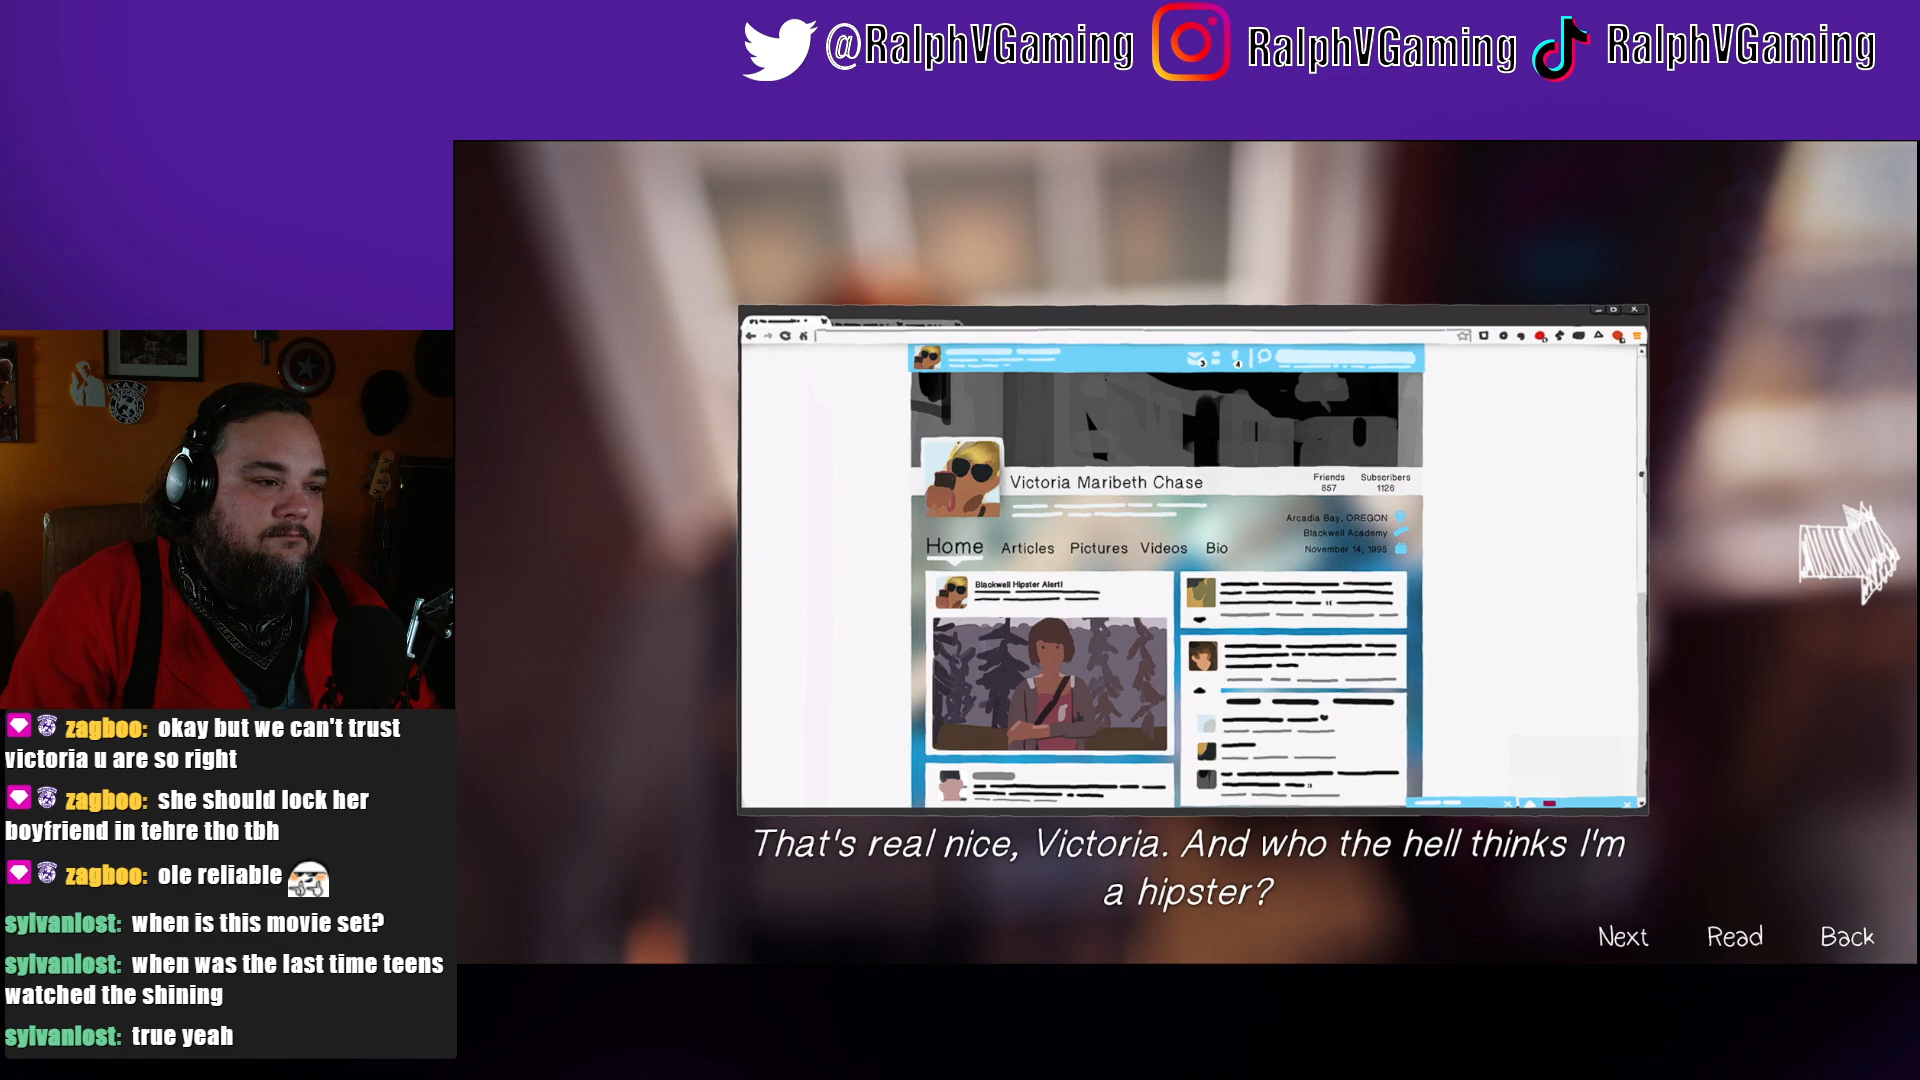 @RalphVGaming
RalphVGaming
RalphVGaming
Victoria Maribeth Chase
Friends
857
Subscribers
1126
Arcadia Bay, OREGON
Blackwell Academy
November 14, 1995
Home
Articles
Pictures
Videos
Bio
Blackwell Hipster Alert!
That's real nice, Victoria. And who the hell thinks I'm
a hipster?
Next
Read
Back
zagboo: okay but we can't trust
victoria u are so right
zagboo: she should lock her
boyfriend in tehre tho tbh
zagboo: ole reliable
sylvanlost: when is this movie set?
sylvanlost: when was the last time teens
watched the shining
sylvanlost: true yeah